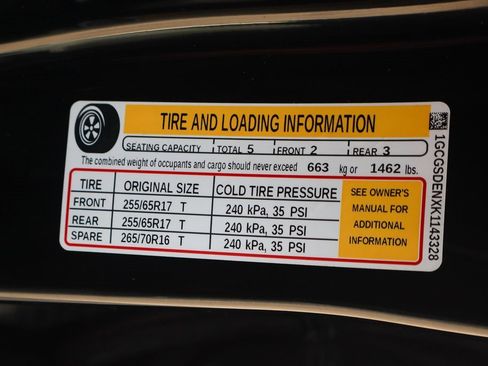 TIRE AND LOADING INFORMATION
SEATING CAPACITY TOTAL 5 FRONT 2 REAR 3
The combined weight of occupants and cargo should never exceed 663 kg or 1462 lbs.
TIRE ORIGINAL SIZE COLD TIRE PRESSURE
FRONT 255/65R17 T 240 kPa, 35 PSI
REAR 255/65R17 T 240 kPa, 35 PSI
SPARE 265/70R16 T 240 kPa, 35 PSI
SEE OWNER'S
MANUAL FOR
ADDITIONAL
INFORMATION
1GCGSDENXK1143328